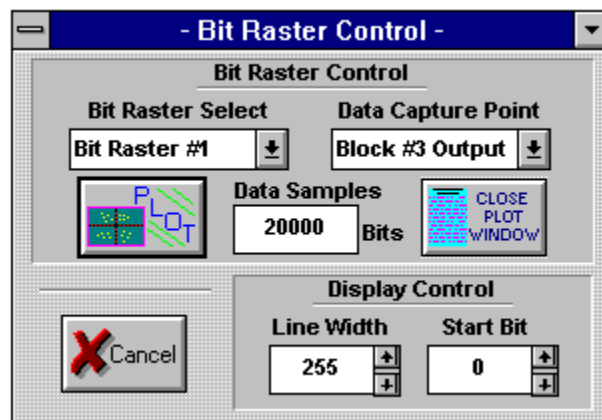 - Bit Raster Control -
Bit Raster Control
Bit Raster Select
Data Capture Point
Bit Raster #1
Block #3 Output
PLOT
Data Samples
20000
Bits
CLOSE
PLOT
WINDOW
Display Control
Line Width
Start Bit
255
0
Cancel